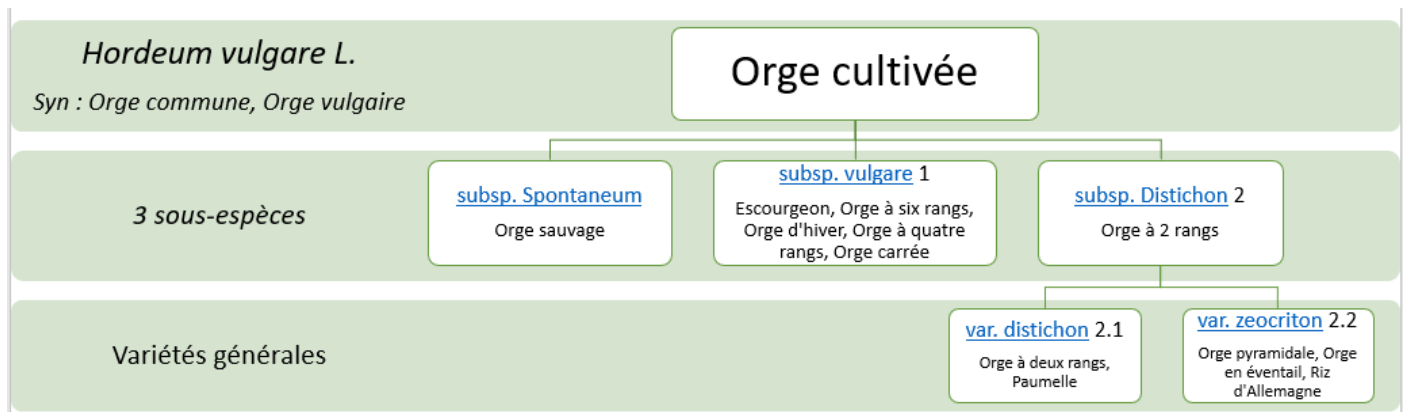 Hordeum vulgare L.
Syn : Orge commune, Orge vulgaire
Orge cultivée
3 sous-espèces
subsp. Spontaneum
Orge sauvage
subsp. vulgare 1
Escourgeon, Orge à six rangs,
Orge d'hiver, Orge à quatre
rangs, Orge carrée
subsp. Distichon 2
Orge à 2 rangs
Variétés générales
var. distichon 2.1
Orge à deux rangs,
Paumelle
var. zeocriton 2.2
Orge pyramidale, Orge
en éventail, Riz
d'Allemagne